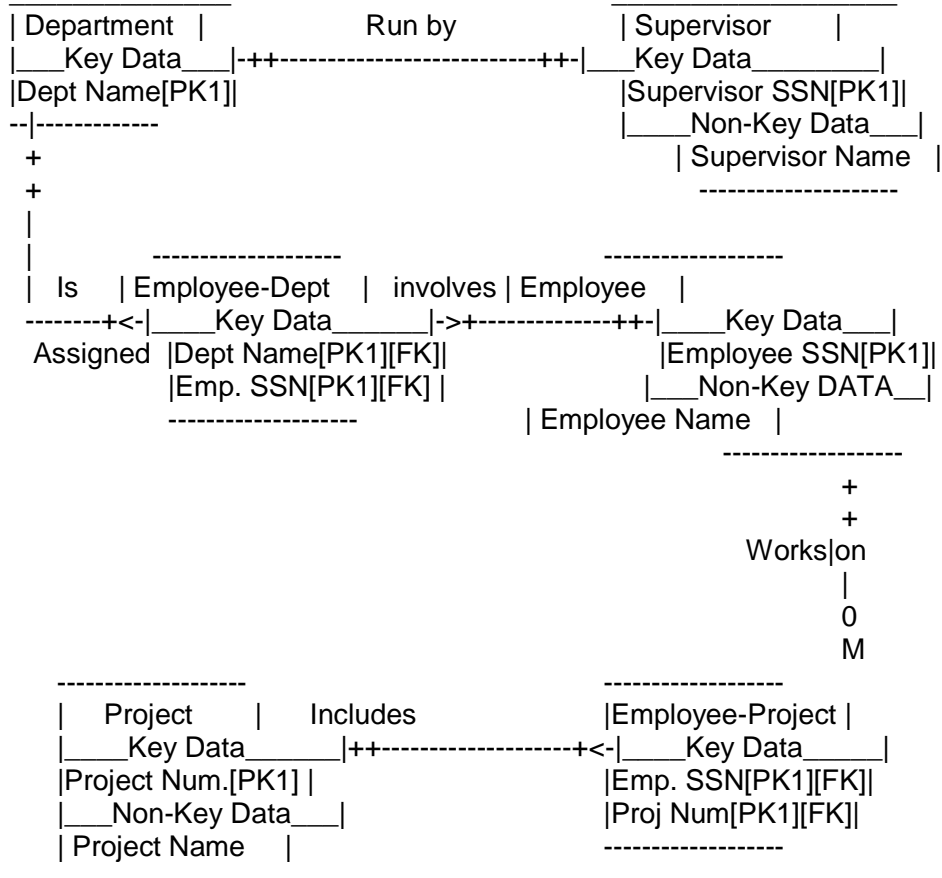 ____________________          ____________________
| Department   |          Run by          | Supervisor        |
|___Key Data___|-++---------------------------++-|___Key Data________|
|Dept Name[PK1]|          |Supervisor SSN[PK1]|
--|-------------          |____Non-Key Data___|
+          | Supervisor Name   |
+          ---------------------
|
|          --------------------          -------------------
|   Is     | Employee-Dept    |   involves | Employee     |
--------+<-|____Key Data______|->+--------------++-|____Key Data___|
Assigned  |Dept Name[PK1][FK]|          |Employee SSN[PK1]|
|Emp. SSN[PK1][FK] |          |___Non-Key DATA__|
--------------------          | Employee Name   |
-------------------
+
+
Works|on
|
0
M
--------------------          -------------------
|     Project       |      Includes          |Employee-Project |
|____Key Data______|++--------------------+<-|____Key Data_____|
|Project Num.[PK1] |          |Emp. SSN[PK1][FK]|
|___Non-Key Data___|          |Proj Num[PK1][FK]|
| Project Name     |          -------------------